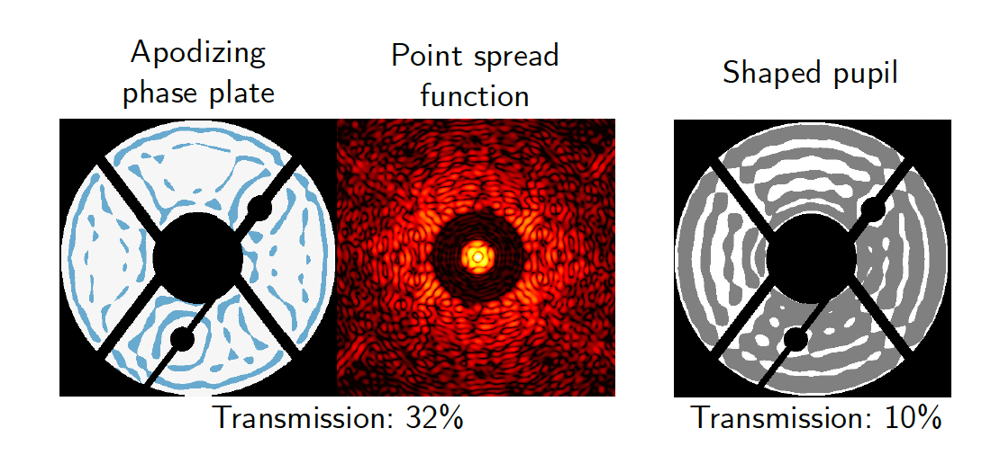 Apodizing
phase plate
Point spread
function
Shaped pupil
Transmission: 32%
Transmission: 10%